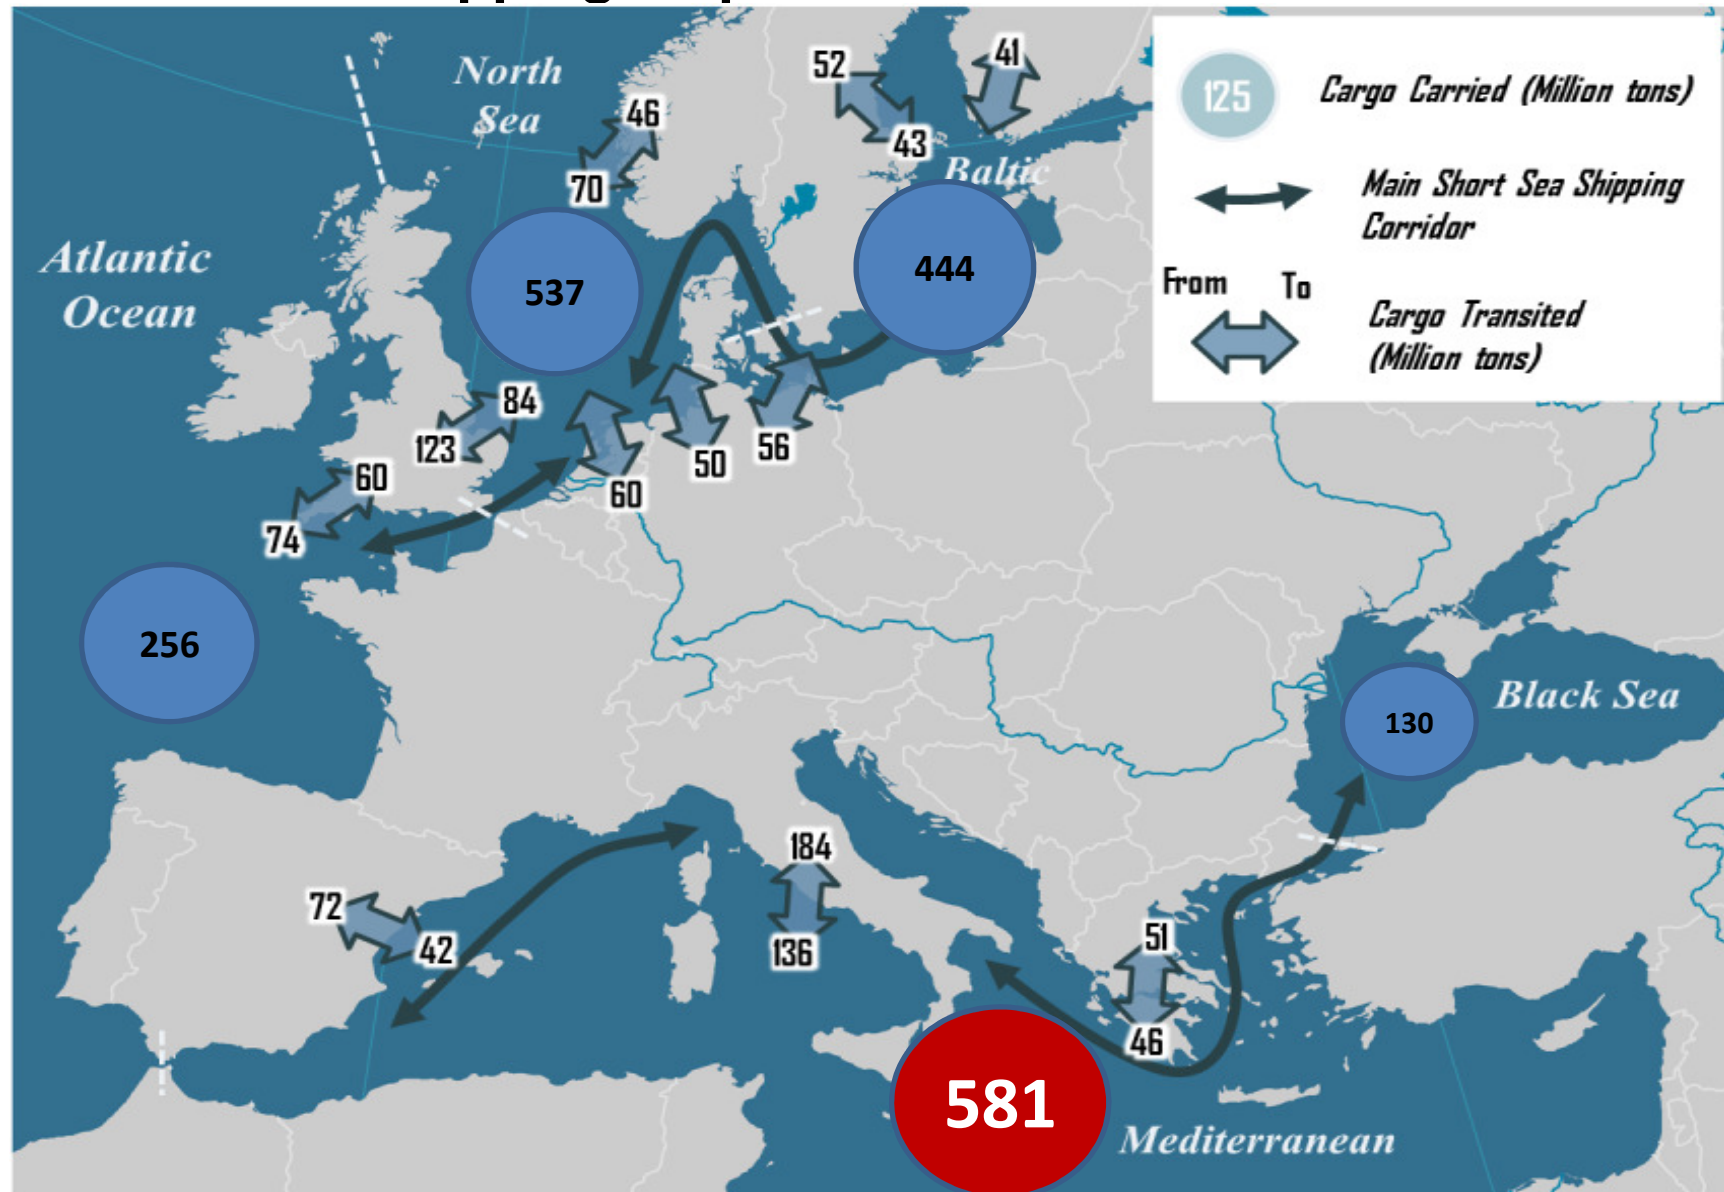 North
Sea
52
41
46
43
70
Baltic
125
Cargo Carried (Million tons)
Main Short Sea Shipping
Corridor
From
To
Cargo Transited
(Million tons)
Atlantic
Ocean
537
444
84
123
60
74
60
50
56
256
130
Black Sea
184
136
72
42
51
46
581
Mediterranean